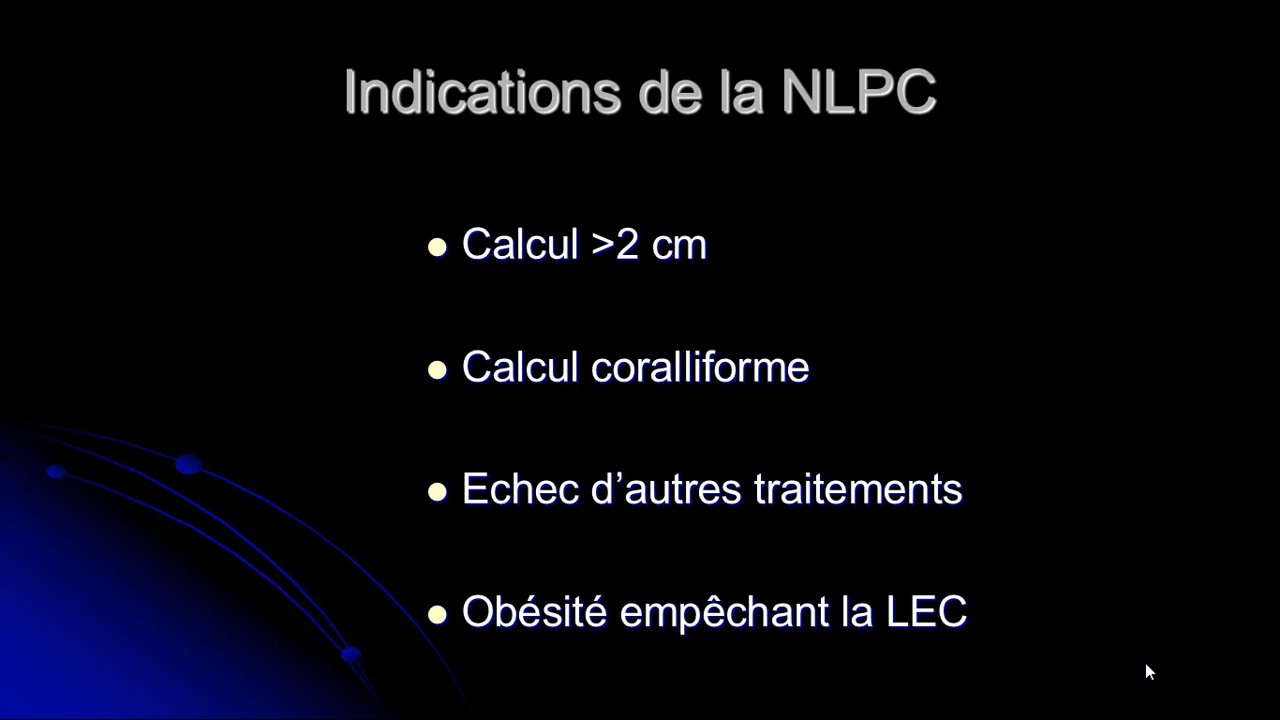 Indications de la NLPC
Calcul >2 cm
Calcul coralliforme
Echec d’autres traitements
Obésité empêchant la LEC